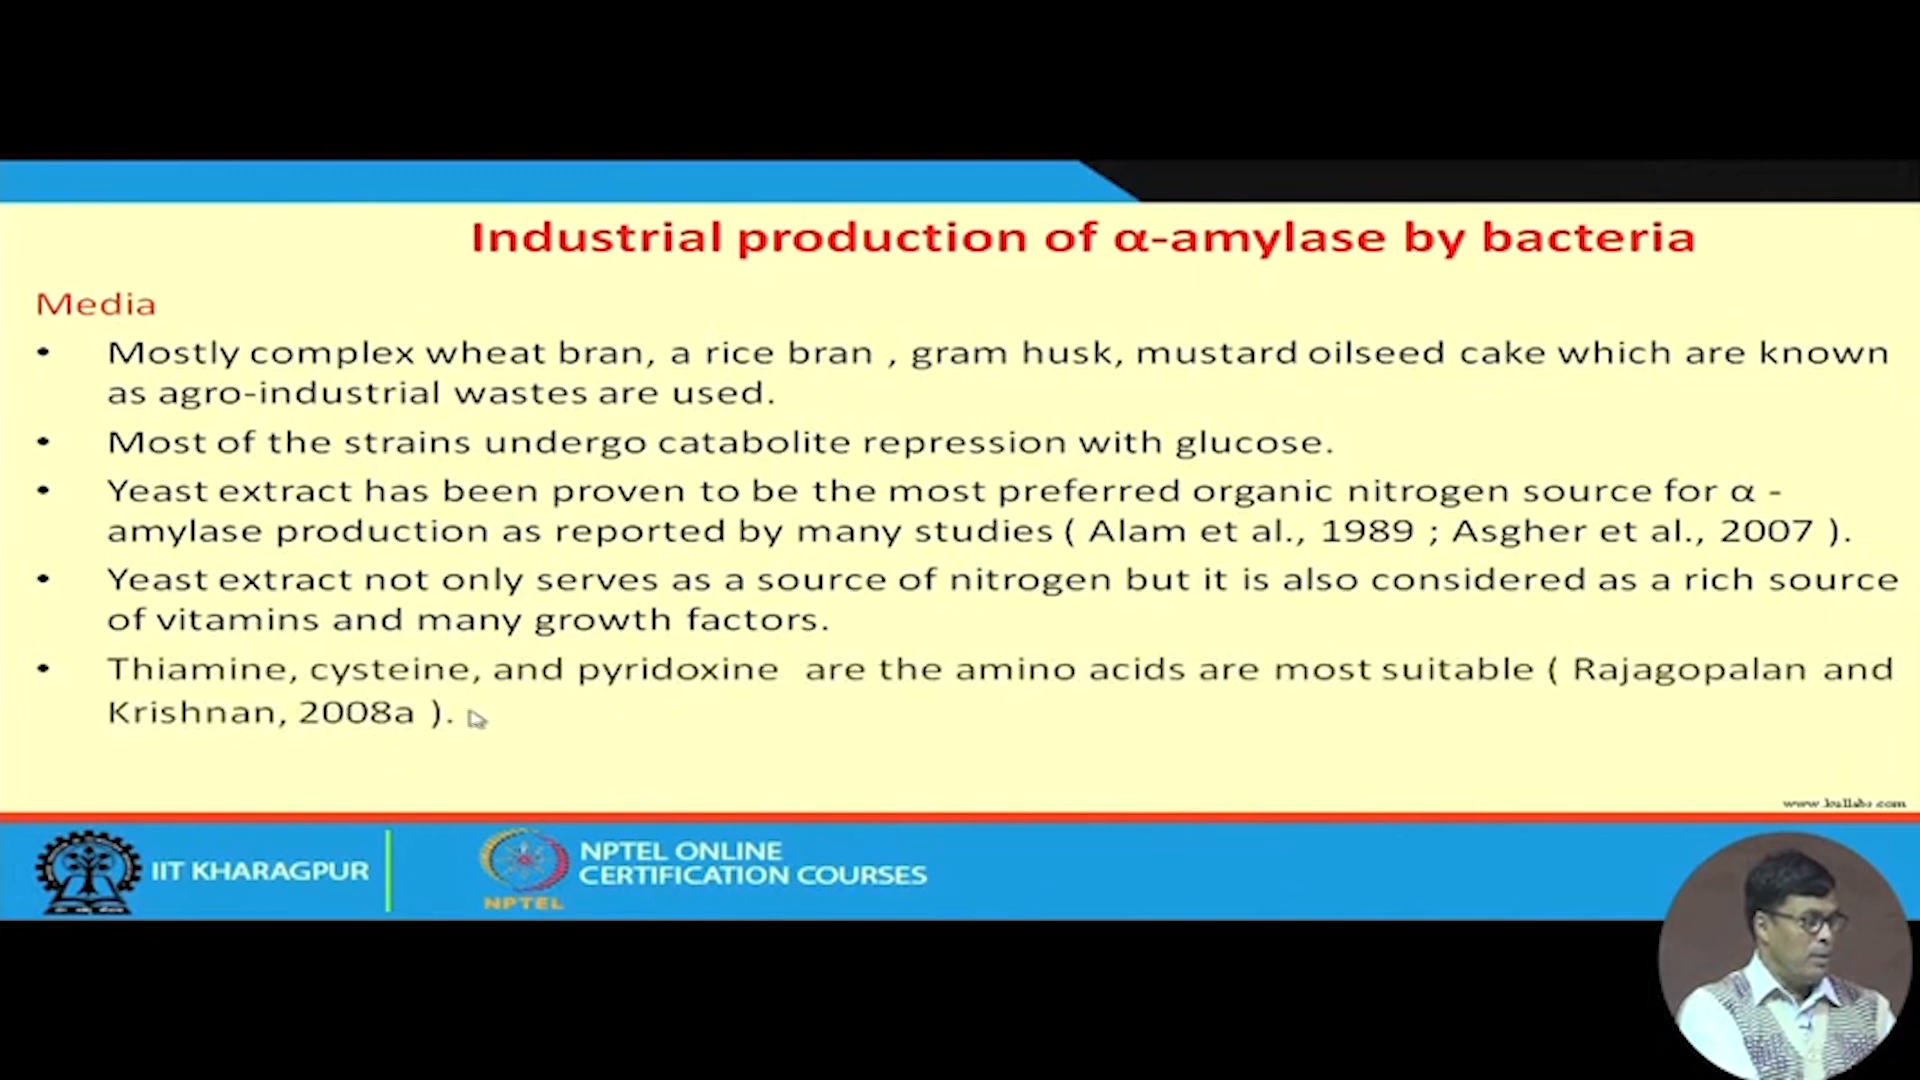 Industrial production of α-amylase by bacteria
Media
• Mostly complex wheat bran, a rice bran , gram husk, mustard oilseed cake which are known
as agro-industrial wastes are used.
• Most of the strains undergo catabolite repression with glucose.
• Yeast extract has been proven to be the most preferred organic nitrogen source for α -
amylase production as reported by many studies ( Alam et al., 1989 ; Asgher et al., 2007 ).
• Yeast extract not only serves as a source of nitrogen but it is also considered as a rich source
of vitamins and many growth factors.
• Thiamine, cysteine, and pyridoxine are the amino acids are most suitable ( Rajagopalan and
Krishnan, 2008a ).
www.kullabs.com
IIT KHARAGPUR
NPTEL
NPTEL ONLINE
CERTIFICATION COURSES